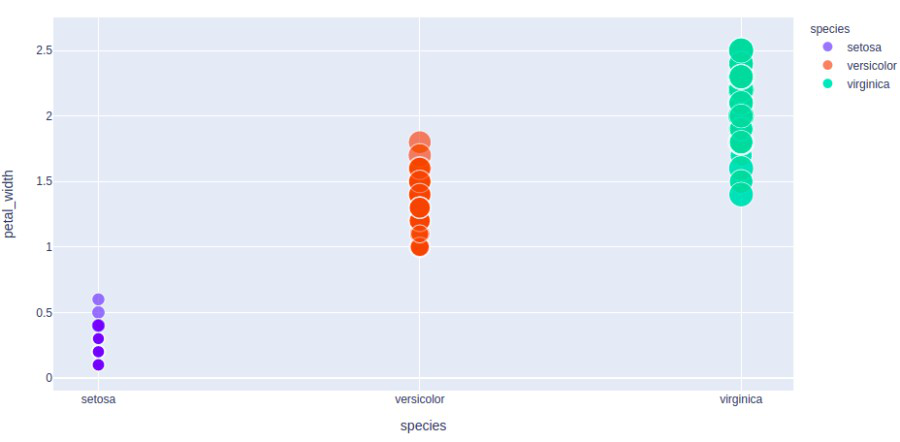 species
setosa
versicolor
virginica
2.5
2
1.5
1
0.5
0
petal_width
setosa versicolor virginica
species